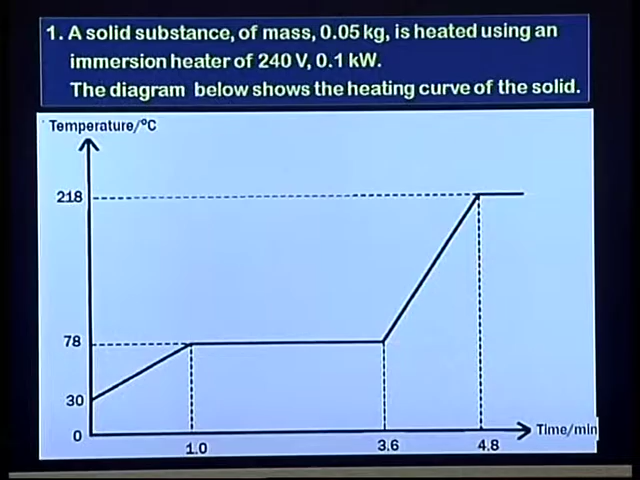 1. A solid substance, of mass, 0.05 kg, is heated using an
immersion heater of 240 V, 0.1 kW.
The diagram below shows the heating curve of the solid.
Temperature/°C
218
78
30
0
1.0
3.6
4.8
Time/min